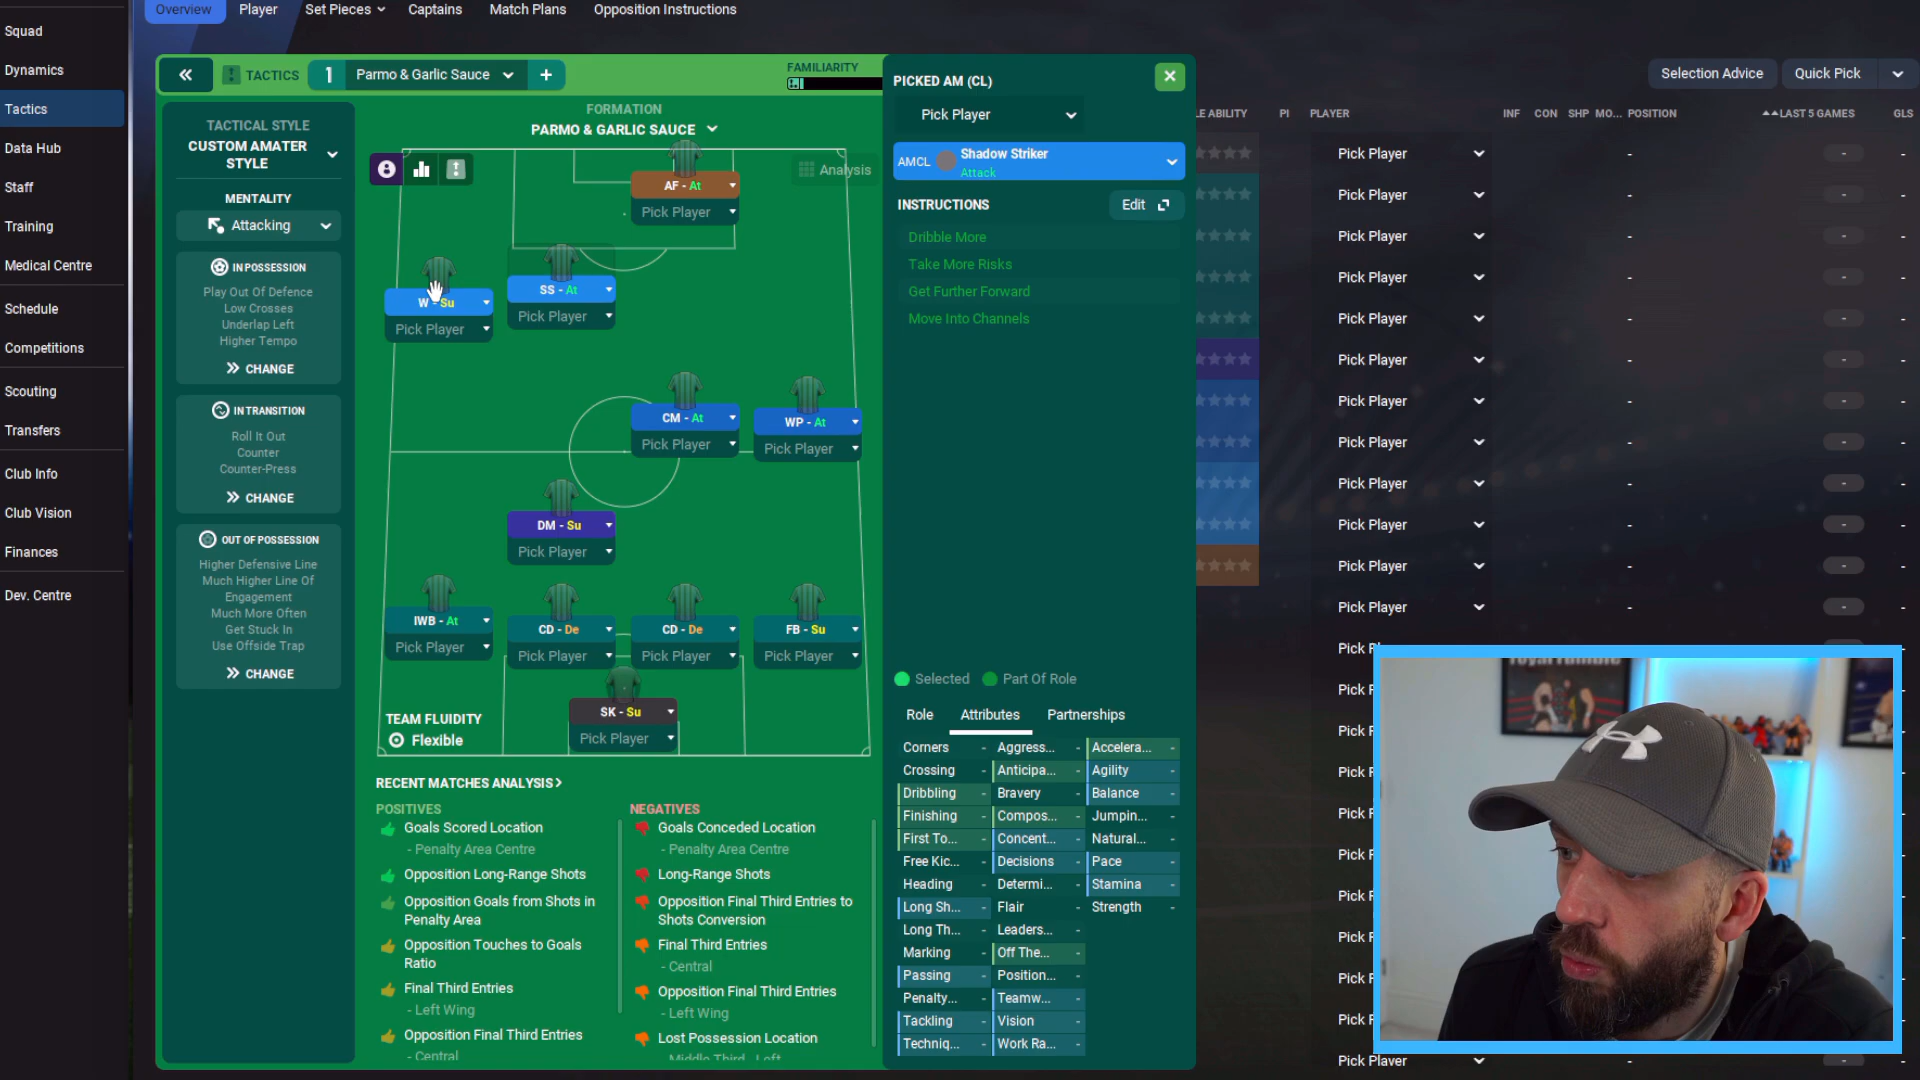 Overview
Player
Set Pieces
Captains
Match Plans
Opposition Instructions
Squad
Dynamics
Tactics
Data Hub
Staff
Training
Medical Centre
Schedule
Competitions
Scouting
Transfers
Club Info
Club Vision
Finances
Dev. Centre
TACTICS
1
Parmo & Garlic Sauce
FAMILIARITY
TACTICAL STYLE
CUSTOM AMATER
STYLE
MENTALITY
Attacking
IN POSSESSION
Play Out Of Defence
Low Crosses
Underlap Left
Higher Tempo
CHANGE
IN TRANSITION
Roll It Out
Counter
Counter-Press
CHANGE
OUT OF POSSESSION
Higher Defensive Line
Much Higher Line Of
Engagement
Much More Often
Get Stuck In
Use Offside Trap
CHANGE
FORMATION
PARMO & GARLIC SAUCE
Analysis
AF - At
Pick Player
W - Su
Pick Player
SS - At
Pick Player
CM - At
Pick Player
WP - At
Pick Player
DM - Su
Pick Player
IWB - At
Pick Player
CD - De
Pick Player
CD - De
Pick Player
FB - Su
Pick Player
SK - Su
Pick Player
TEAM FLUIDITY
Flexible
RECENT MATCHES ANALYSIS
POSITIVES
Goals Scored Location
- Penalty Area Centre
Opposition Long-Range Shots
Opposition Goals from Shots in
Penalty Area
Opposition Touches to Goals
Ratio
Final Third Entries
- Left Wing
Opposition Final Third Entries
- Central
NEGATIVES
Goals Conceded Location
- Penalty Area Centre
Long-Range Shots
Opposition Final Third Entries to
Shots Conversion
Final Third Entries
- Central
Opposition Final Third Entries
- Left Wing
Lost Possession Location
- Middle Third - Left
PICKED AM (CL)
Pick Player
AMCL
Shadow Striker
Attack
INSTRUCTIONS
Edit
Dribble More
Take More Risks
Get Further Forward
Move Into Channels
Selected
Part Of Role
Role
Attributes
Partnerships
Corners -
Aggress... -
Accelera... -
Crossing -
Anticipa... -
Agility -
Dribbling -
Bravery -
Balance -
Finishing -
Compos... -
Jumpin... -
First To... -
Concent... -
Natural... -
Free Kic... -
Decisions -
Pace -
Heading -
Determi... -
Stamina -
Long Sh... -
Flair -
Strength -
Long Th... -
Leaders... -
Marking -
Off The... -
Passing -
Position... -
Penalty... -
Teamw... -
Tackling -
Vision -
Techniq... -
Work Ra... -
Selection Advice
Quick Pick
LE ABILITY
PI
PLAYER
INF
CON
SHP
MO...
POSITION
LAST 5 GAMES
GLS
Pick Player - -
Pick Player - -
Pick Player - -
Pick Player - -
Pick Player - -
Pick Player - -
Pick Player - -
Pick Player - -
Pick Player - -
Pick Player - -
Pick Player - -
Pick Player - -
Pick Player - -